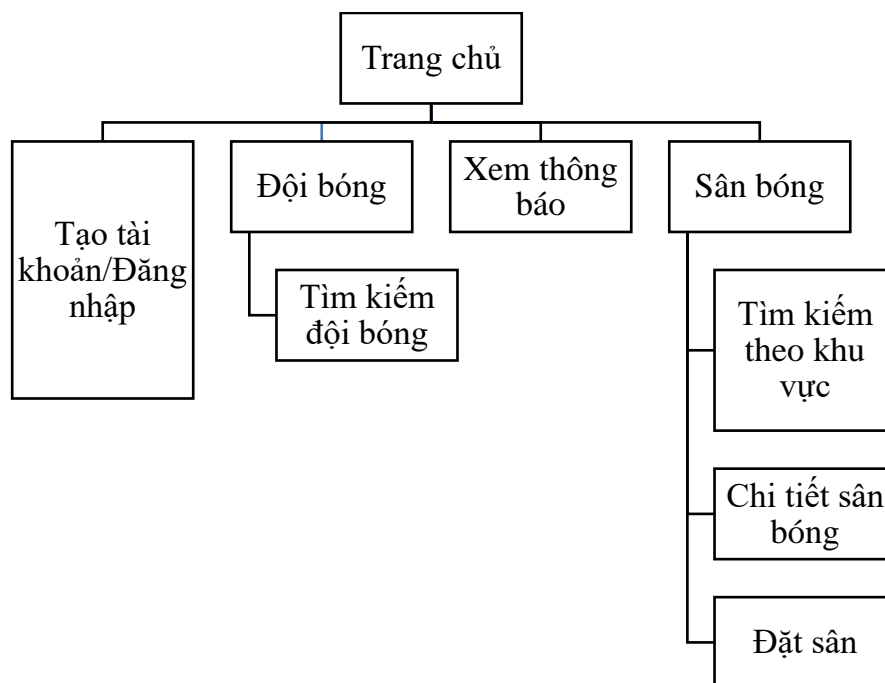 Trang chủ
Tạo tài
khoản/Đăng
nhập
Đội bóng
Xem thông
báo
Sân bóng
Tìm kiếm
đội bóng
Tìm kiếm
theo khu
vực
Chi tiết sân
bóng
Đặt sân